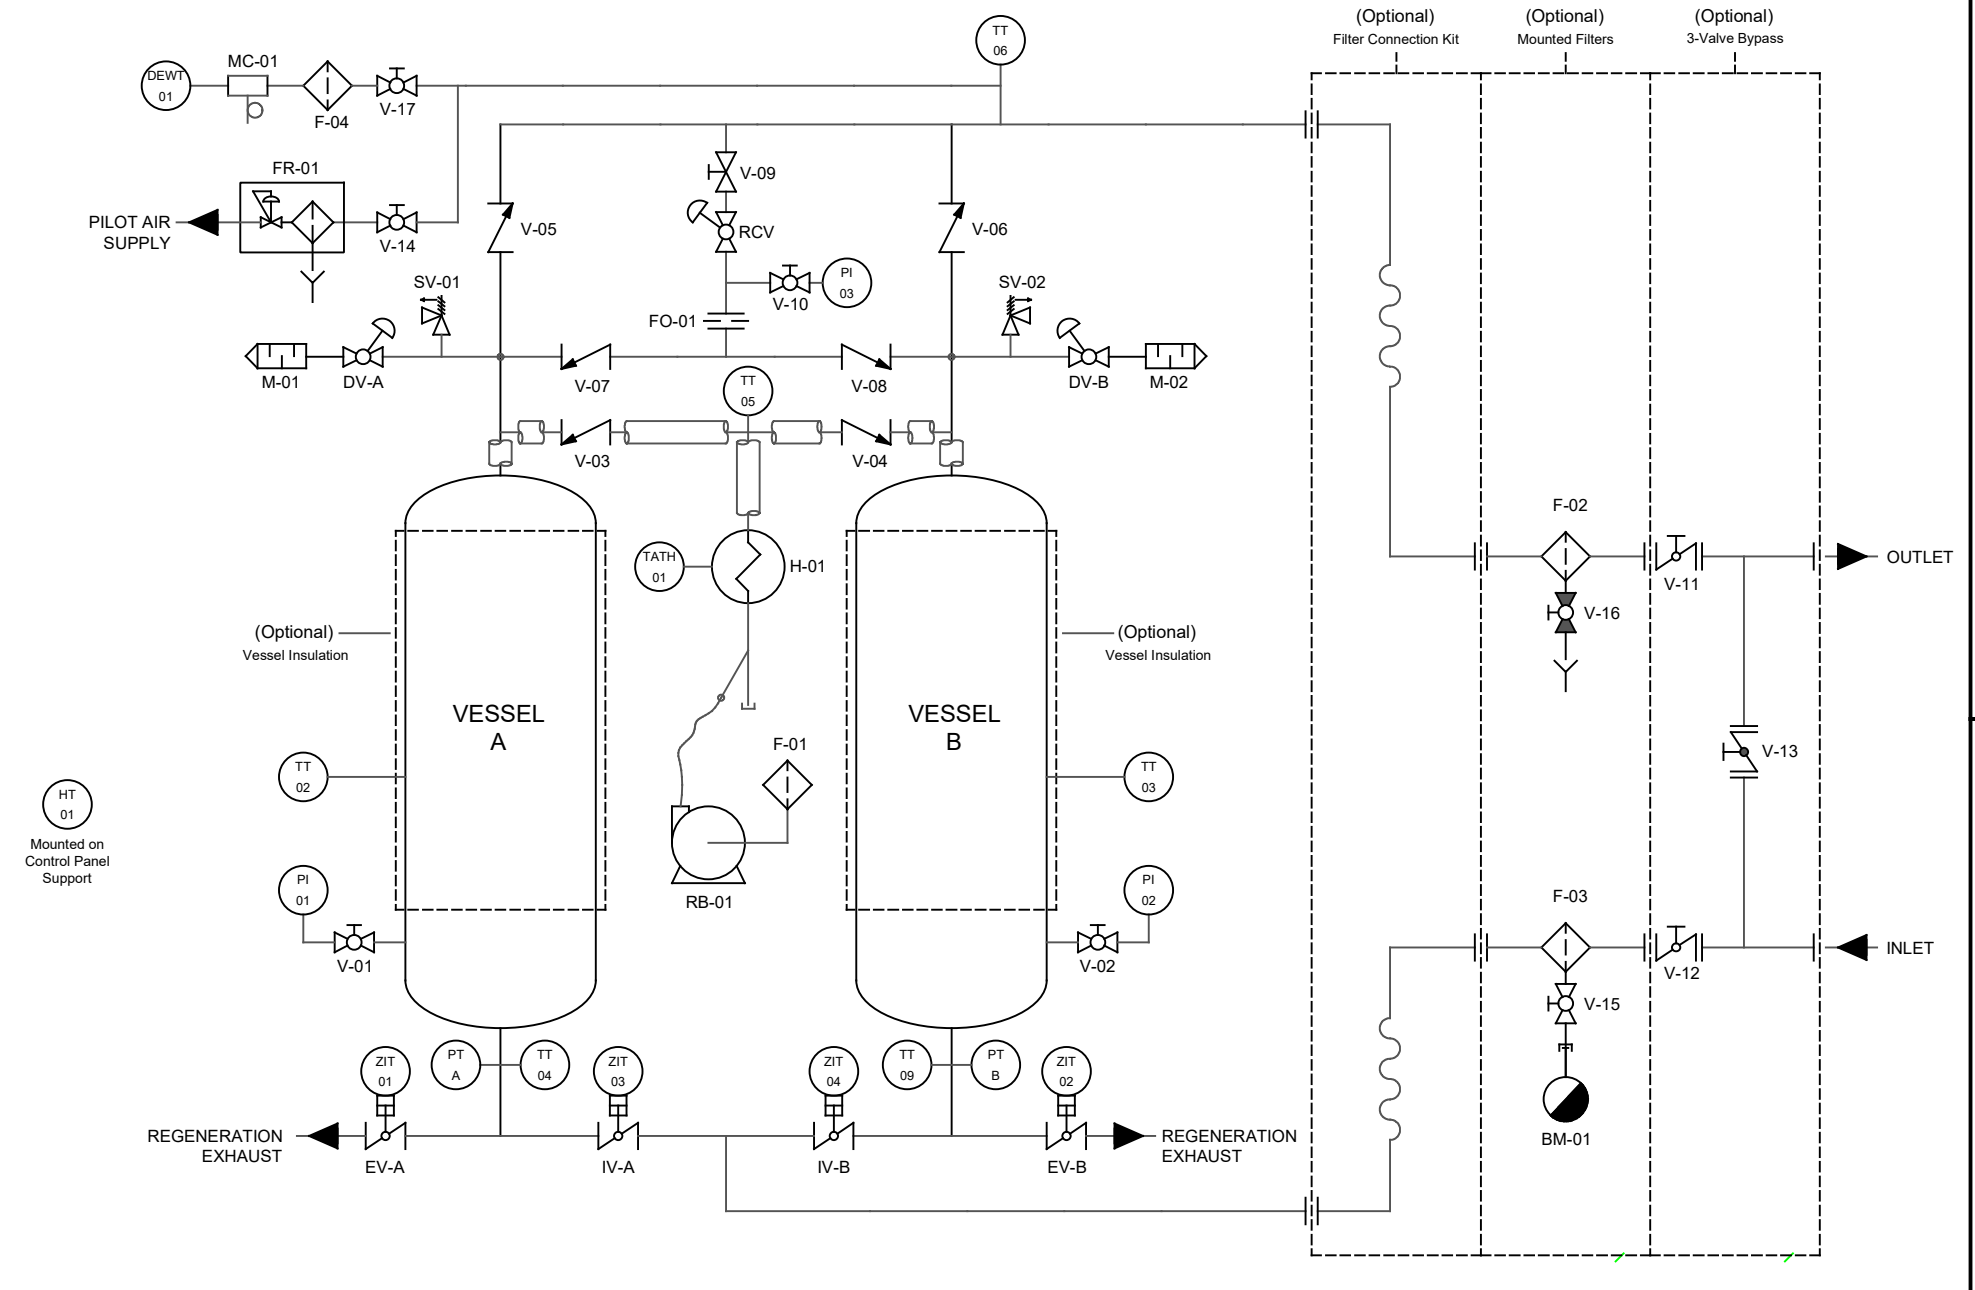 (Optional)
Filter Connection Kit
(Optional)
Mounted Filters
(Optional)
3-Valve Bypass
TT
06
DEWT
01
MC-01
F-04
V-17
FR-01
PILOT AIR
SUPPLY
V-14
V-09
RCV
V-05
V-06
SV-01
V-10
PI
03
SV-02
FO-01
M-01
DV-A
V-07
TT
05
V-08
DV-B
M-02
V-03
V-04
F-02
OUTLET
V-11
V-16
TATH
01
H-01
(Optional)
Vessel Insulation
(Optional)
Vessel Insulation
VESSEL
A
VESSEL
B
F-01
V-13
TT
02
TT
03
HT
01
Mounted on
Control Panel
Support
PI
01
RB-01
PI
02
V-01
V-02
F-03
V-12
INLET
V-15
BM-01
ZIT
01
PT
A
TT
04
ZIT
03
ZIT
04
TT
09
PT
B
ZIT
02
REGENERATION
EXHAUST
EV-A
IV-A
IV-B
EV-B
REGENERATION
EXHAUST